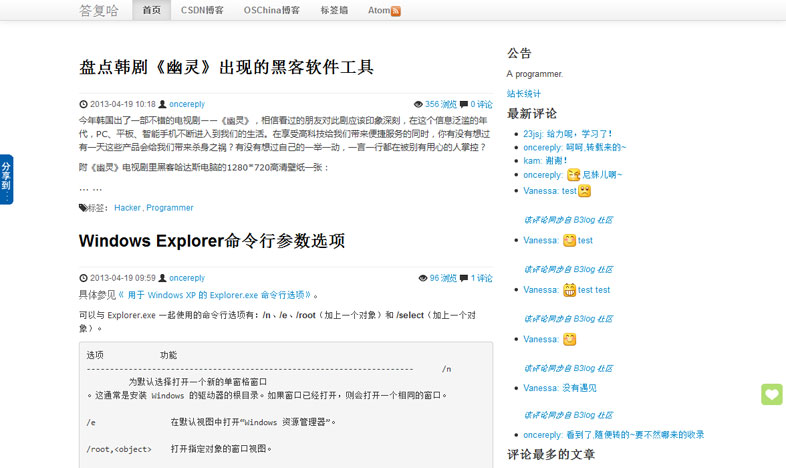 答复哈 首页 CSDN博客 OSChina博客 标签墙 Atom
盘点韩剧《幽灵》出现的黑客软件工具
2013-04-19 10:18 oncereply 356 浏览 0 评论
今年韩国出了一部不错的电视剧——《幽灵》，相信看过的朋友对此剧应该印象深刻，在这个信息泛滥的年
代，PC、平板、智能手机不断进入到我们的生活。在享受高科技给我们带来便捷服务的同时，你有没有想过
有一天这些产品会给我们带来杀身之祸？有没有想过自己的一举一动，一言一行都在被别有用心的人掌控？
附《幽灵》电视剧里黑客哈达斯电脑的1280*720高清壁纸一张：
... ...
标签： Hacker , Programmer
Windows Explorer命令行参数选项
2013-04-19 09:59 oncereply 96 浏览 1 评论
具体参见《 用于 Windows XP 的 Explorer.exe 命令行选项》。
可以与 Explorer.exe 一起使用的命令行选项有：/n、/e、/root（加上一个对象）和 /select（加上一个对
象）。
选项 功能
---------------------------------------------------------------------- /n
为默认选择打开一个新的单窗格窗口
。这通常是安装 Windows 的驱动器的根目录。如果窗口已经打开，则会打开一个相同的窗口。
/e 在默认视图中打开“Windows 资源管理器”。
/root,<object> 打开指定对象的窗口视图。
分享到：
公告
A programmer.
站长统计
最新评论
23jsj: 给力呢，学习了！
oncereply: 呵呵,转载来的~
kam: 谢谢！
oncereply: 尼妹儿啊~
Vanessa: test
该评论同步自 B3log 社区
Vanessa: test
该评论同步自 B3log 社区
Vanessa: test test
该评论同步自 B3log 社区
Vanessa:
该评论同步自 B3log 社区
Vanessa: 没有遇见
该评论同步自 B3log 社区
oncereply: 看到了,随便转的~要不然哪来的收录
评论最多的文章